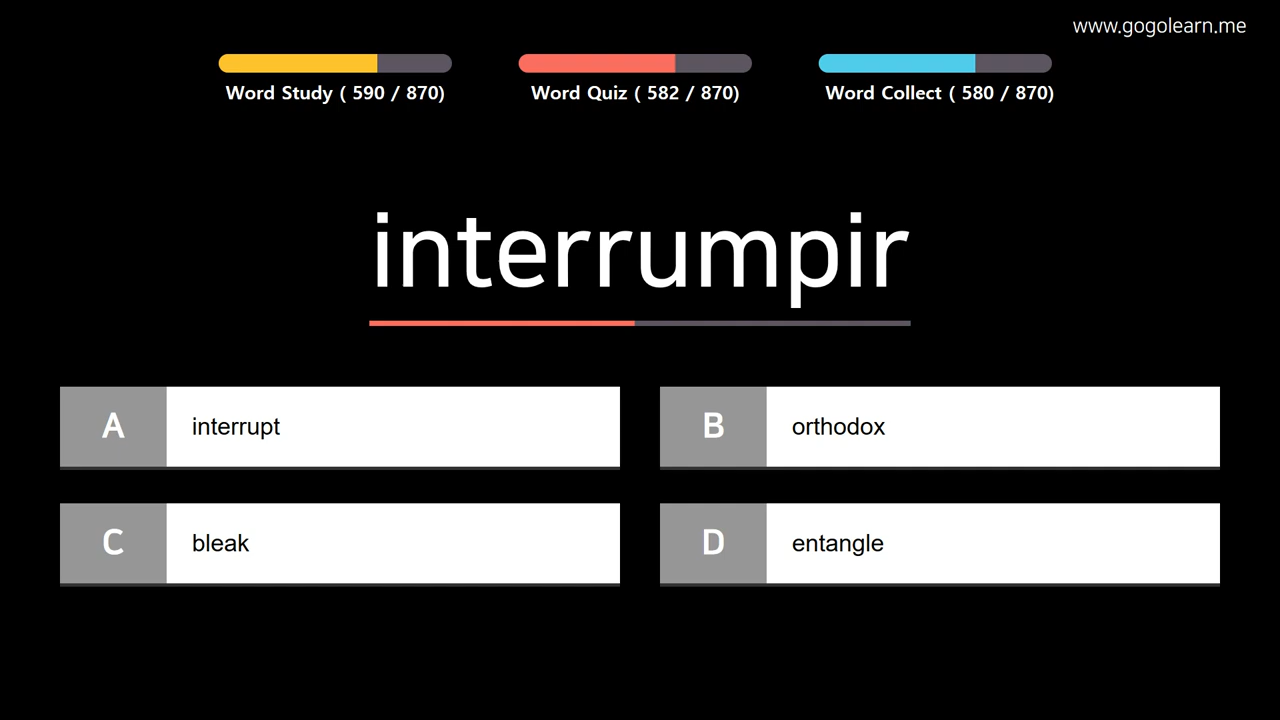 www.gogolearn.me
Word Study ( 590 / 870)
Word Quiz ( 582 / 870)
Word Collect ( 580 / 870)
interrumpir
A interrupt
B orthodox
C bleak
D entangle